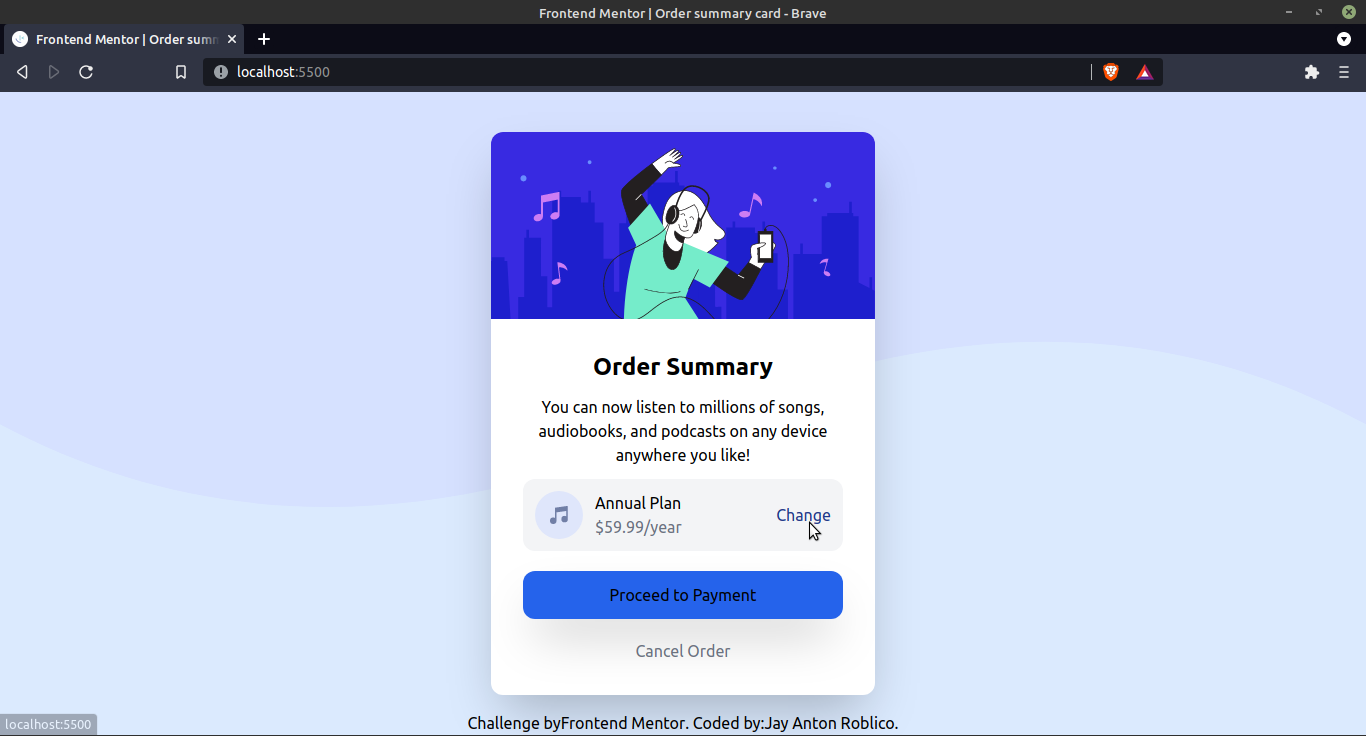 Frontend Mentor | Order summary card - Brave
Frontend Mentor | Order summ
localhost:5500
Order Summary
You can now listen to millions of songs,
audiobooks, and podcasts on any device
anywhere you like!
Annual Plan
$59.99/year
Change
Proceed to Payment
Cancel Order
localhost:5500
Challenge byFrontend Mentor. Coded by:Jay Anton Roblico.